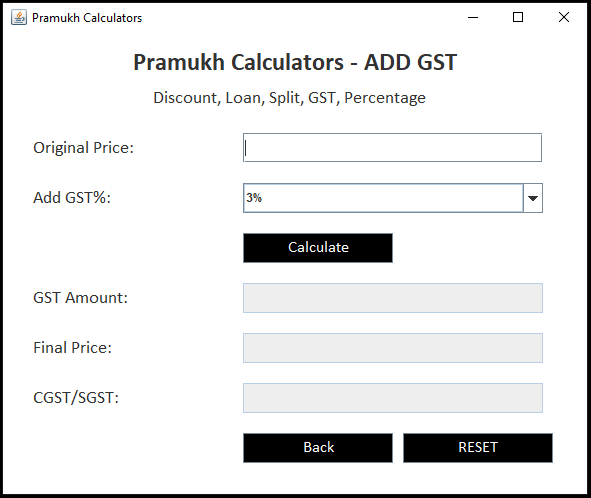 Pramukh Calculators
Pramukh Calculators - ADD GST
Discount, Loan, Split, GST, Percentage
Original Price:
Add GST%: 3%
Calculate
GST Amount:
Final Price:
CGST/SGST:
Back RESET